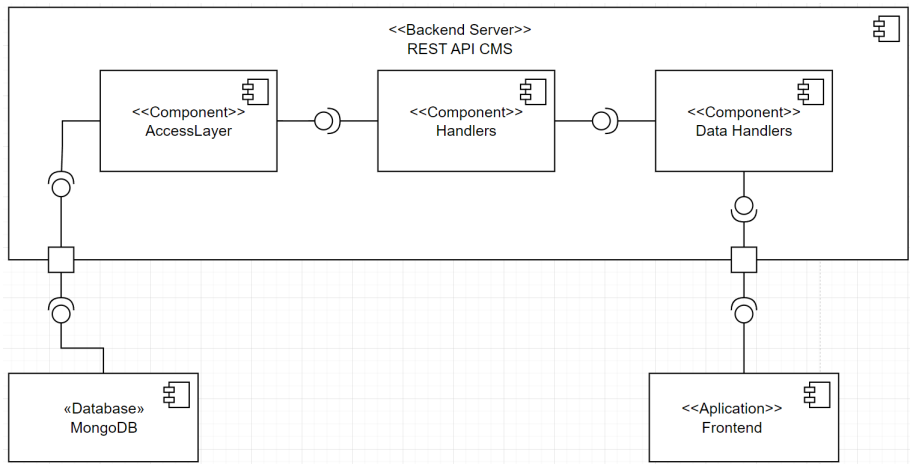 <<Backend Server>>
REST API CMS
<<Component>>
AccessLayer
<<Component>>
Handlers
<<Component>>
Data Handlers
«Database»
MongoDB
<<Aplication>>
Frontend